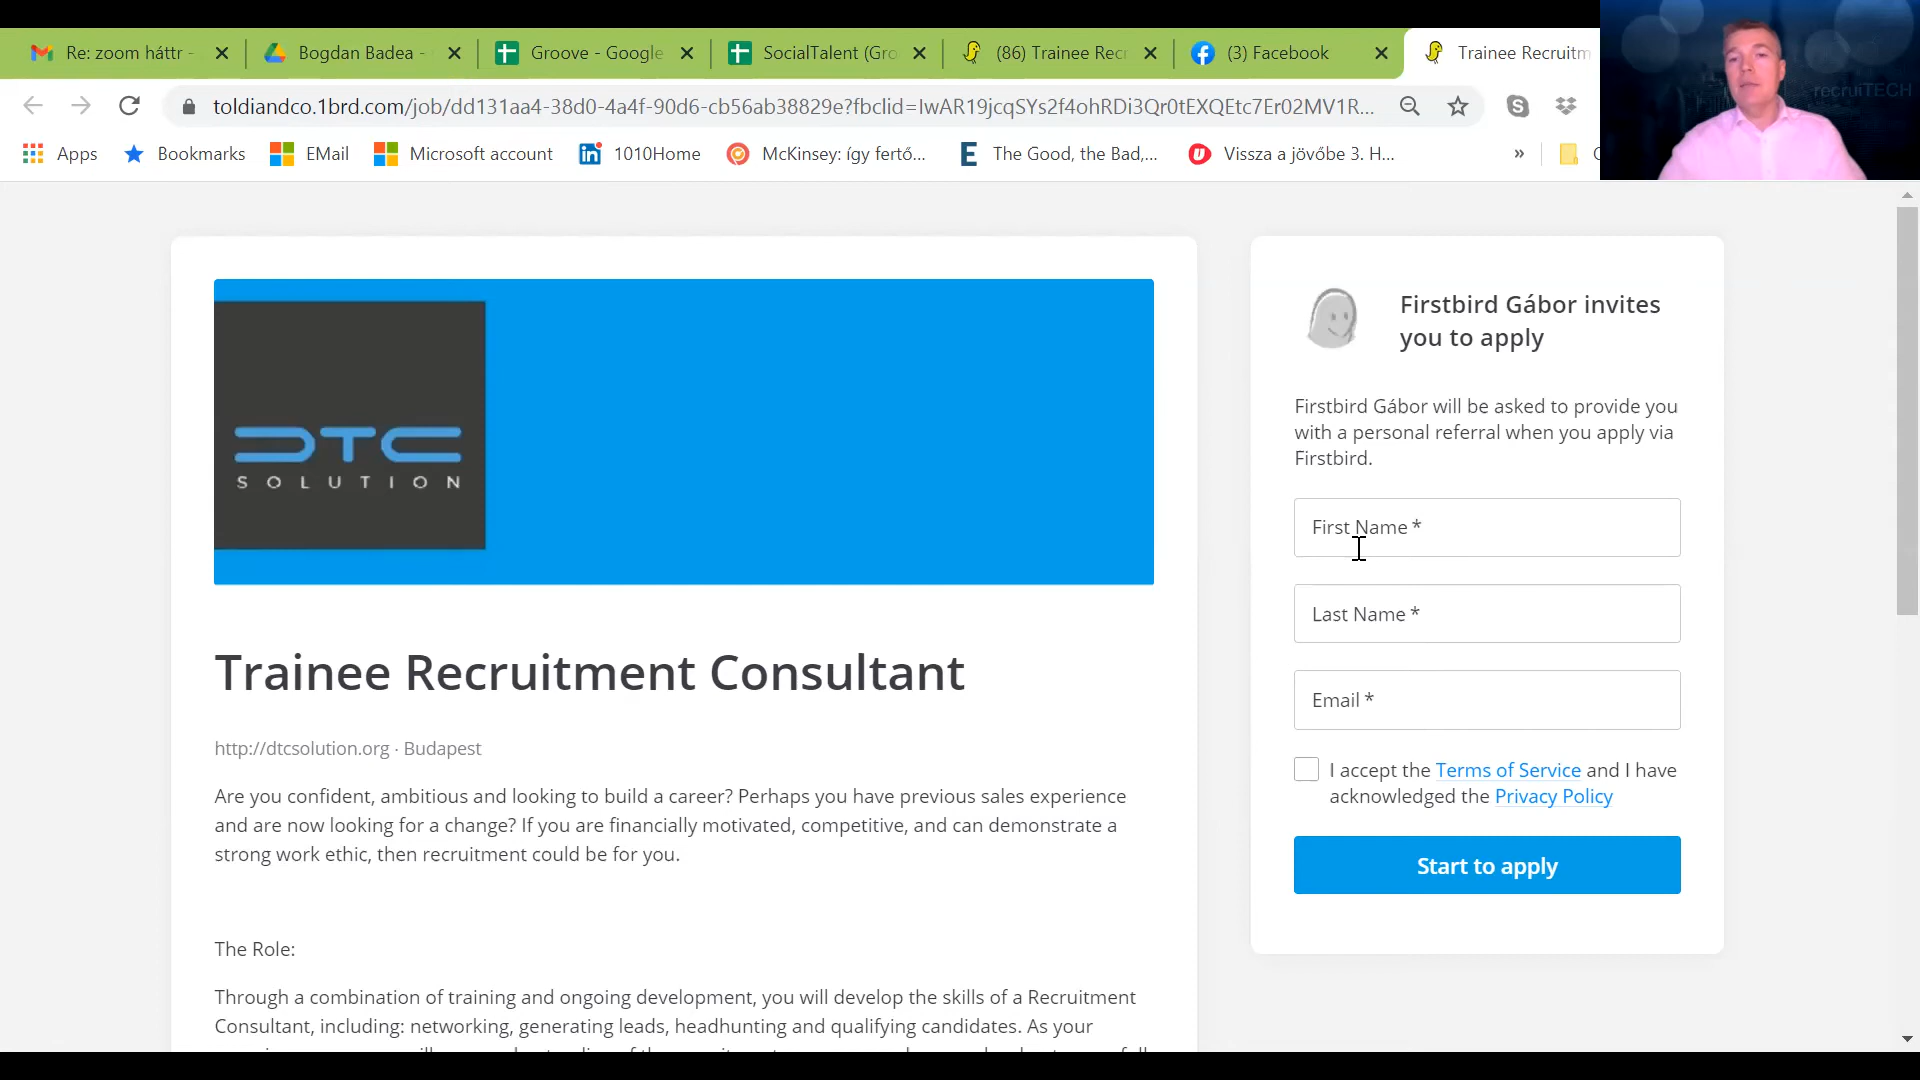 Re: zoom háttr -
Bogdan Badea -
Groove - Google
SocialTalent (Gro
(86) Trainee Recr
(3) Facebook
Trainee Recruitm
toldiandco.1brd.com/job/dd131aa4-38d0-4a4f-90d6-cb56ab38829e?fbclid=IwAR19jcqSYs2f4ohRDi3Qr0tEXQEtc7Er02MV1R...
recruiTECH
Apps
Bookmarks
EMail
Microsoft account
1010Home
McKinsey: így fertő...
The Good, the Bad,...
Vissza a jövőbe 3. H...
»
DTC
SOLUTION
Trainee Recruitment Consultant
http://dtcsolution.org · Budapest
Are you confident, ambitious and looking to build a career? Perhaps you have previous sales experience
and are now looking for a change? If you are financially motivated, competitive, and can demonstrate a
strong work ethic, then recruitment could be for you.
The Role:
Through a combination of training and ongoing development, you will develop the skills of a Recruitment
Consultant, including: networking, generating leads, headhunting and qualifying candidates. As your
Firstbird Gábor invites
you to apply
Firstbird Gábor will be asked to provide you
with a personal referral when you apply via
Firstbird.
First Name *
Last Name *
Email *
I accept the Terms of Service and I have
acknowledged the Privacy Policy
Start to apply